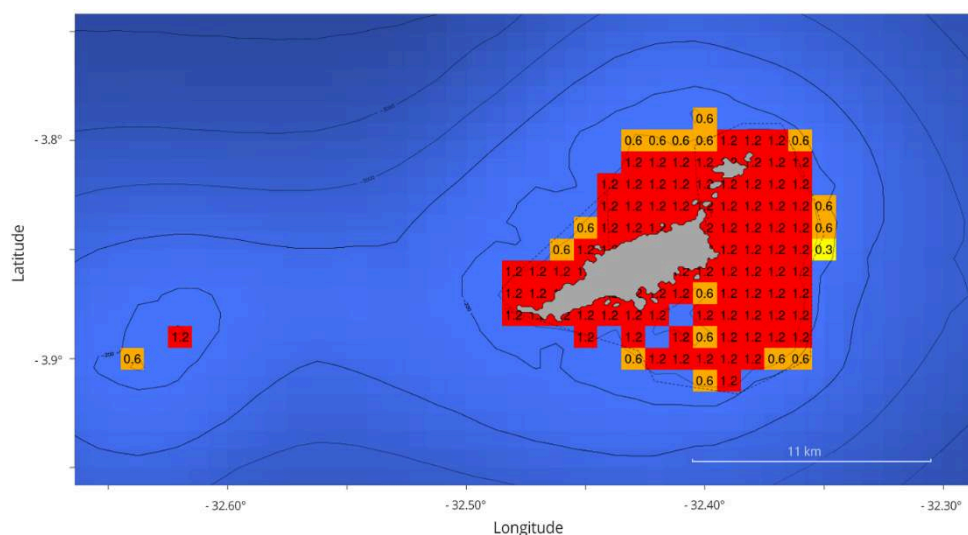 0.6
- 3.8° 0.6 0.6 0.6 0.6 1.2 1.2 1.2 0.6
1.2 1.2 1.2 1.2 1.2 1.2 1.2
1.2 1.2 1.2 1.2 1.2 1.2 1.2 1.2 1.2
1.2 1.2 1.2 1.2 1.2 1.2 1.2 1.2 0.6
0.6 1.2 1.2 1.2 1.2 1.2 1.2 1.2 0.6
0.6 1.2 1.2 1.2 1.2 1.2 0.3
1.2 1.2 1.2 1.2 1.2 1.2 1.2 1.2
1.2 1.2 1.2 0.6 1.2 1.2 1.2 1.2
1.2 1.2 1.2 1.2 1.2 1.2 1.2 1.2 1.2 1.2
1.2 1.2 1.2 1.2 0.6 1.2 1.2 1.2 1.2
- 3.9° 0.6 0.6 1.2 1.2 1.2 1.2 1.2 0.6 0.6
0.6 1.2
11 km
- 32.60° - 32.50° - 32.40° - 32.30°
Latitude
Longitude